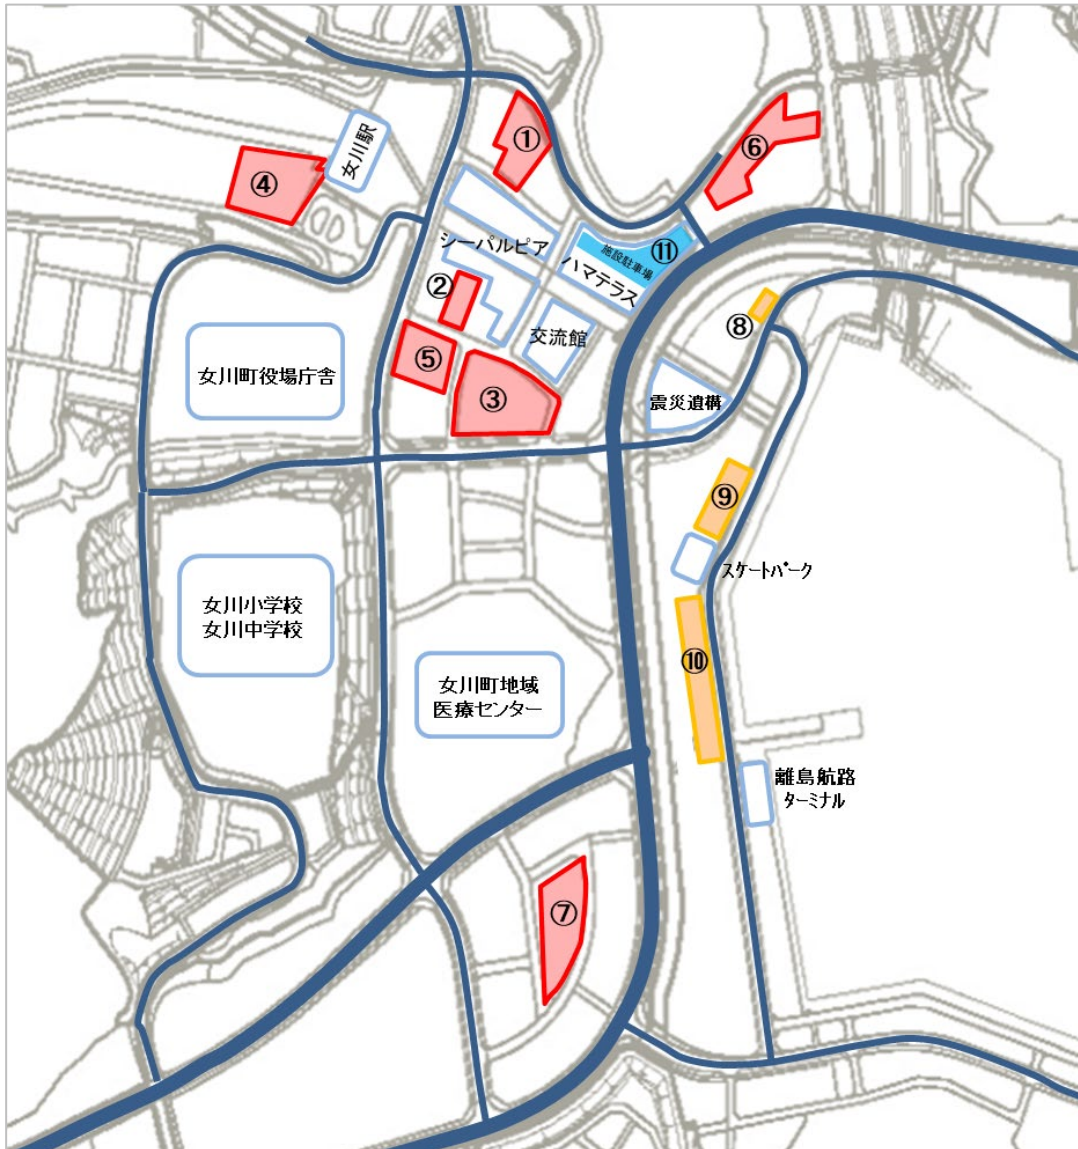 ①
女川駅
⑥
④
シーパルピア
ハマテラス
施設駐車場
⑪
②
交流館
⑧
⑤
女川町役場庁舎
③
震災遺構
⑨
スケートパーク
女川小学校
女川中学校
⑩
女川町地域
医療センター
離島航路
ターミナル
⑦